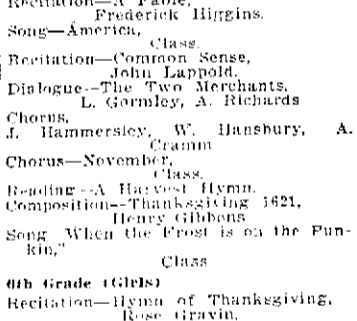 Recitation—A Fable,
Frederick Higgins.
Song—America,
Class.
Recitation—Common Sense,
John Lappold.
Dialogue--The Two Merchants,
L. Gormley, A. Richards
Chorus,
J. Hammersley, W. Hansbury, A.
Cramm
Chorus—November,
Class.
Reading--A Harvest Hymn.
Composition--Thanksgiving 1621,
Henry Gibbons
Song When the Frost is on the Pun-
kin,"
Class
6th Grade (Girls)
Recitation—Hymn of Thanksgiving,
Rose Gravin,